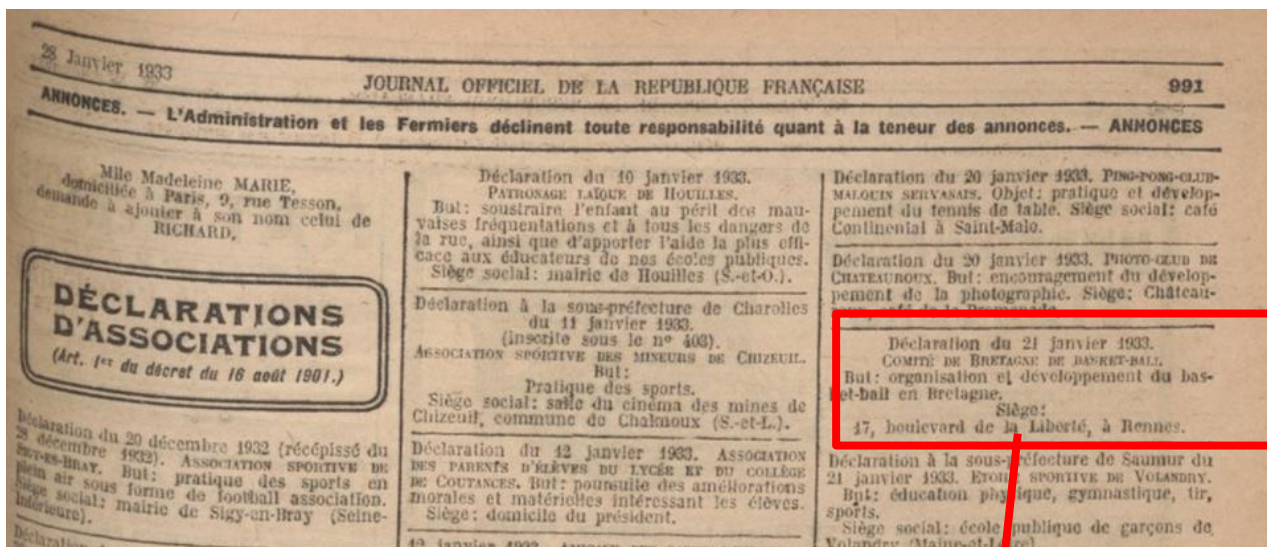 28 Janvier 1933
JOURNAL OFFICIEL DE LA REPUBLIQUE FRANÇAISE
991
ANNONCES. — L'Administration et les Fermiers déclinent toute responsabilité quant à la teneur des annonces. — ANNONCES
Mlle Madeleine MARIE,
domiciliée à Paris, 9, rue Tesson,
demande à ajouter à son nom celui de
RICHARD.
DÉCLARATIONS
D'ASSOCIATIONS
(Art. 1er du décret du 16 août 1901.)
Déclaration du 20 décembre 1932 (récépissé du
28 décembre 1932). ASSOCIATION SPORTIVE DE
But: pratique des sports en
plein air sous forme de football association.
Siège social: mairie de Sigy-en-Bray (Seine-
Inférieure).
Déclaration du 10 janvier 1933.
PATRONAGE LAÏQUE DE HOUILLES.
But: soustraire l'enfant au péril des mau-
vaises fréquentations et à tous les dangers de
la rue, ainsi que d'apporter l'aide la plus effi-
cace aux éducateurs de nos écoles publiques.
Siège social: mairie de Houilles (S.-et-O.).
Déclaration à la sous-préfecture de Charolles
du 11 janvier 1933.
(inscrite sous le n° 403).
ASSOCIATION SPORTIVE DES MINEURS DE CHIZEUIL.
But:
Pratique des sports.
Siège social: salle du cinéma des mines de
Chizeuil, commune de Chalmoux (S.-et-L.).
Déclaration du 12 janvier 1933. ASSOCIATION
DES PARENTS D'ÉLÈVES DU LYCÉE ET DU COLLÈGE
DE COUTANCES. But: poursuite des améliorations
morales et matérielles intéressant les élèves.
Siège: domicile du président.
12 janvier 1933.
Déclaration du 20 janvier 1933. PING-PONG-CLUB-
MALOUIN SERVANAIS. Objet: pratique et dévelop-
pement du tennis de table. Siège social: café
Continental à Saint-Malo.
Déclaration du 20 janvier 1933. PHOTO-CLUB DE
CHATEAUROUX. But: encouragement du dévelop-
pement de la photographie. Siège: Château-
café de la Promenade.
Déclaration du 21 janvier 1933.
COMITÉ DE BRETAGNE DE BASKET-BALL.
But: organisation et développement du bas-
ket-ball en Bretagne.
Siège:
17, boulevard de la Liberté, à Rennes.
Déclaration à la sous-préfecture de Saumur du
21 janvier 1933. ETOILE SPORTIVE DE VOLANDRY.
But: éducation physique, gymnastique, tir,
sports.
Siège social: école publique de garçons de
Volandry (Maine-et-Loire)